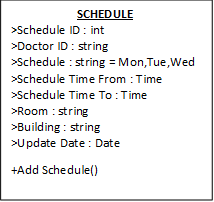 SCHEDULE
>Schedule ID : int
>Doctor ID : string
>Schedule : string = Mon,Tue,Wed
>Schedule Time From : Time
>Schedule Time To : Time
>Room : string
>Building : string
>Update Date : Date
+Add Schedule()